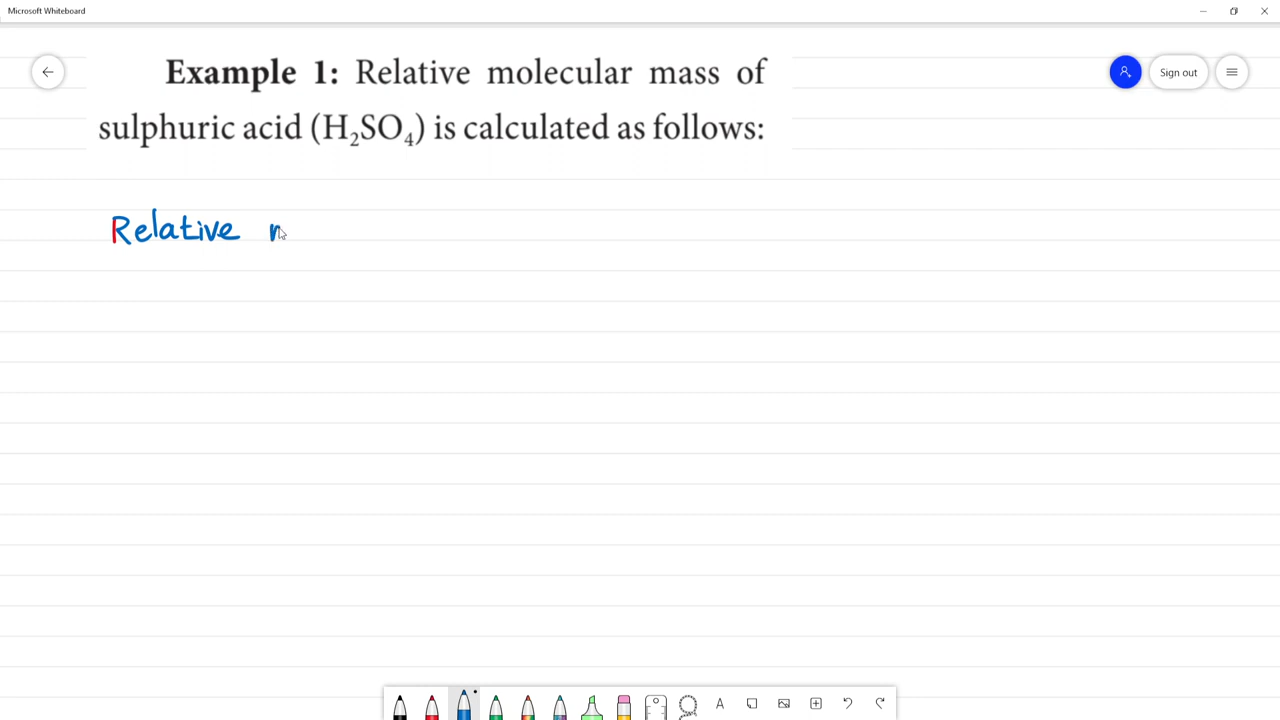 Microsoft Whiteboard
Example 1: Relative molecular mass of
Sign out
sulphuric acid (H₂SO₄) is calculated as follows:
Relative